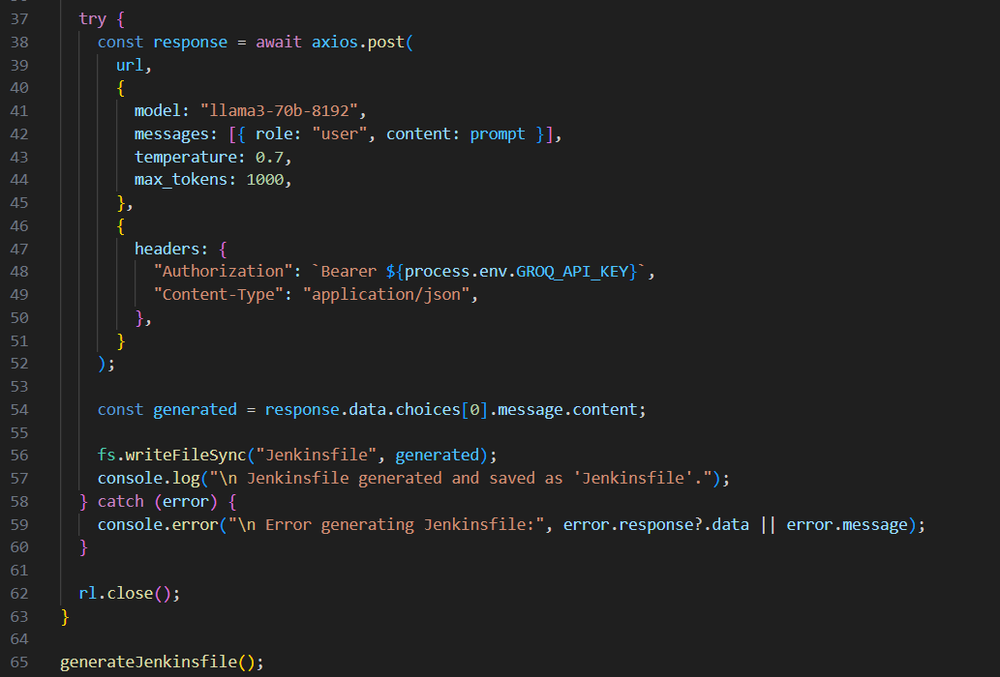 37 try {
38 const response = await axios.post(
39 url,
40 {
41 model: "llama3-70b-8192",
42 messages: [{ role: "user", content: prompt }],
43 temperature: 0.7,
44 max_tokens: 1000,
45 },
46 {
47 headers: {
48 "Authorization": `Bearer ${process.env.GROQ_API_KEY}`,
49 "Content-Type": "application/json",
50 },
51 }
52 );
53
54 const generated = response.data.choices[0].message.content;
55
56 fs.writeFileSync("Jenkinsfile", generated);
57 console.log("\n Jenkinsfile generated and saved as 'Jenkinsfile'.");
58 } catch (error) {
59 console.error("\n Error generating Jenkinsfile:", error.response?.data || error.message);
60 }
61
62 rl.close();
63 }
64
65 generateJenkinsfile();